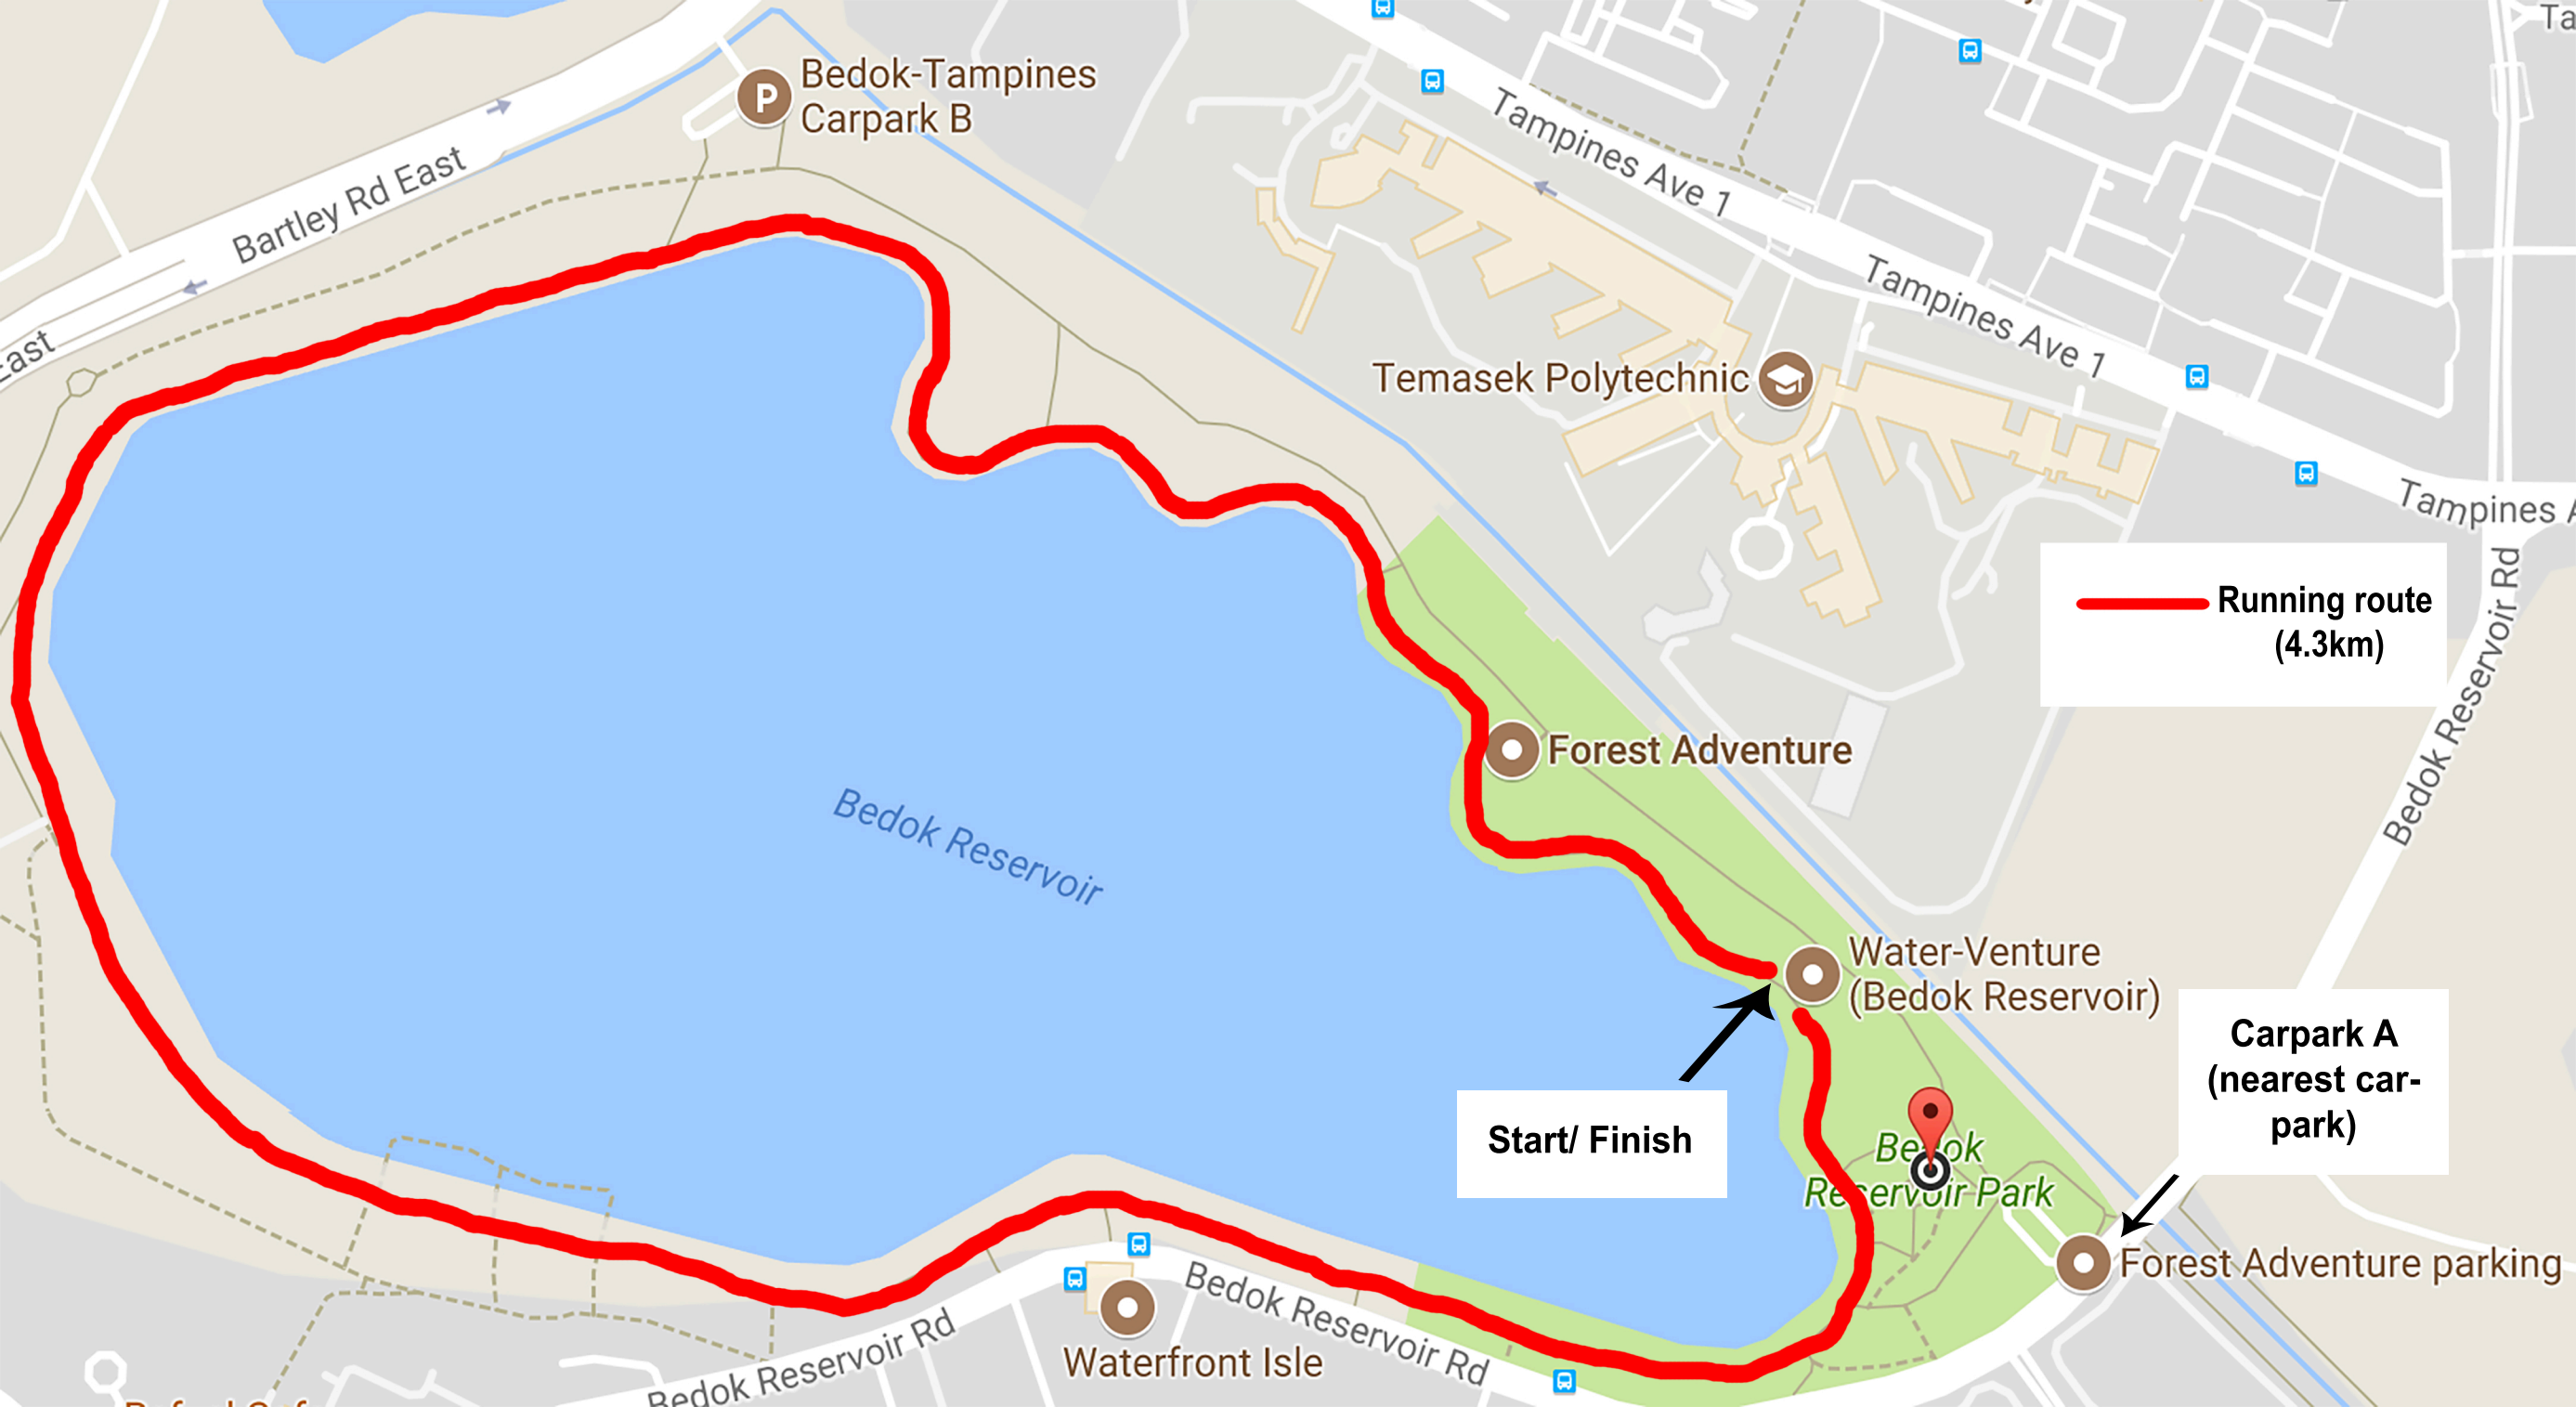 Bedok-Tampines
Carpark B
Bartley Rd East
East
Tampines Ave 1
Tampines Ave 1
Temasek Polytechnic
Tampines
Running route
(4.3km)
Bedok Reservoir Rd
Forest Adventure
Bedok Reservoir
Water-Venture
(Bedok Reservoir)
Carpark A
(nearest car-
park)
Start/ Finish
Bedok
Reservoir Park
Forest Adventure parking
Bedok Reservoir Rd
Waterfront Isle
Bedok Reservoir Rd
P
Ta